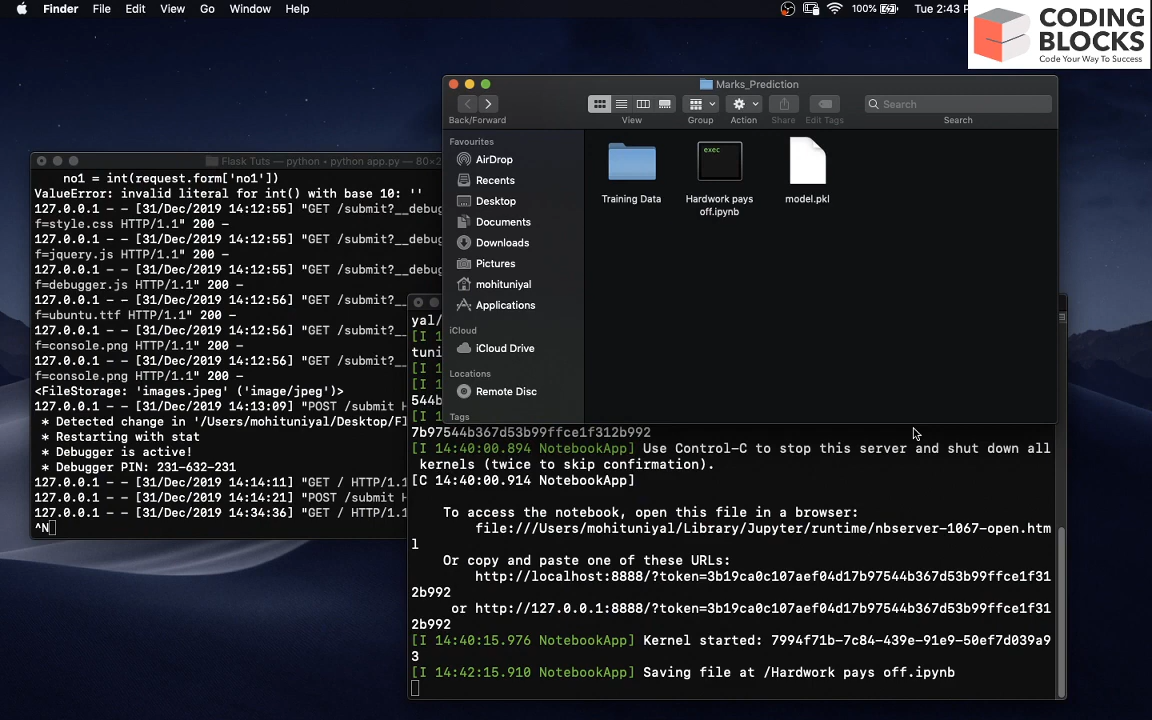 Finder File Edit View Go Window Help
100% Tue 2:43 P
CODING
BLOCKS
Code Your Way To Success
Marks_Prediction
Back/Forward View Group Action Share Edit Tags Search
Search
Favourites
AirDrop
Recents
Desktop
Documents
Downloads
Pictures
mohituniyal
Applications
iCloud
iCloud Drive
Locations
Remote Disc
Tags
Training Data
exec
Hardwork pays
off.ipynb
model.pkl
Flask Tuts — python • python app.py — 80×2
no1 = int(request.form['no1'])
ValueError: invalid literal for int() with base 10: ''
127.0.0.1 - - [31/Dec/2019 14:12:55] "GET /submit?__debug
f=style.css HTTP/1.1" 200 -
127.0.0.1 - - [31/Dec/2019 14:12:55] "GET /submit?__debug
f=jquery.js HTTP/1.1" 200 -
127.0.0.1 - - [31/Dec/2019 14:12:55] "GET /submit?__debug
f=debugger.js HTTP/1.1" 200 -
127.0.0.1 - - [31/Dec/2019 14:12:56] "GET /submit?__
f=ubuntu.ttf HTTP/1.1" 200 -
127.0.0.1 - - [31/Dec/2019 14:12:56] "GET /submit?__
f=console.png HTTP/1.1" 200 -
127.0.0.1 - - [31/Dec/2019 14:12:56] "GET /submit?__
f=console.png HTTP/1.1" 200 -
<FileStorage: 'images.jpeg' ('image/jpeg')>
127.0.0.1 - - [31/Dec/2019 14:13:09] "POST /submit H
* Detected change in '/Users/mohituniyal/Desktop/Fl
* Restarting with stat
* Debugger is active!
* Debugger PIN: 231-632-231
127.0.0.1 - - [31/Dec/2019 14:14:11] "GET / HTTP/1.
127.0.0.1 - - [31/Dec/2019 14:14:21] "POST /submit H
127.0.0.1 - - [31/Dec/2019 14:34:36] "GET / HTTP/1.
^N
yal/
[I 1
tuni
[I 1
[I 1
544b
[I 1
7b97544b367d53b99ffce1f312b992
[I 14:40:00.894 NotebookApp] Use Control-C to stop this server and shut down all
kernels (twice to skip confirmation).
[C 14:40:00.914 NotebookApp]
To access the notebook, open this file in a browser:
file:///Users/mohituniyal/Library/Jupyter/runtime/nbserver-1067-open.htm
l
Or copy and paste one of these URLs:
http://localhost:8888/?token=3b19ca0c107aef04d17b97544b367d53b99ffce1f31
2b992
or http://127.0.0.1:8888/?token=3b19ca0c107aef04d17b97544b367d53b99ffce1f31
2b992
[I 14:40:15.976 NotebookApp] Kernel started: 7994f71b-7c84-439e-91e9-50ef7d039a9
3
[I 14:42:15.910 NotebookApp] Saving file at /Hardwork pays off.ipynb